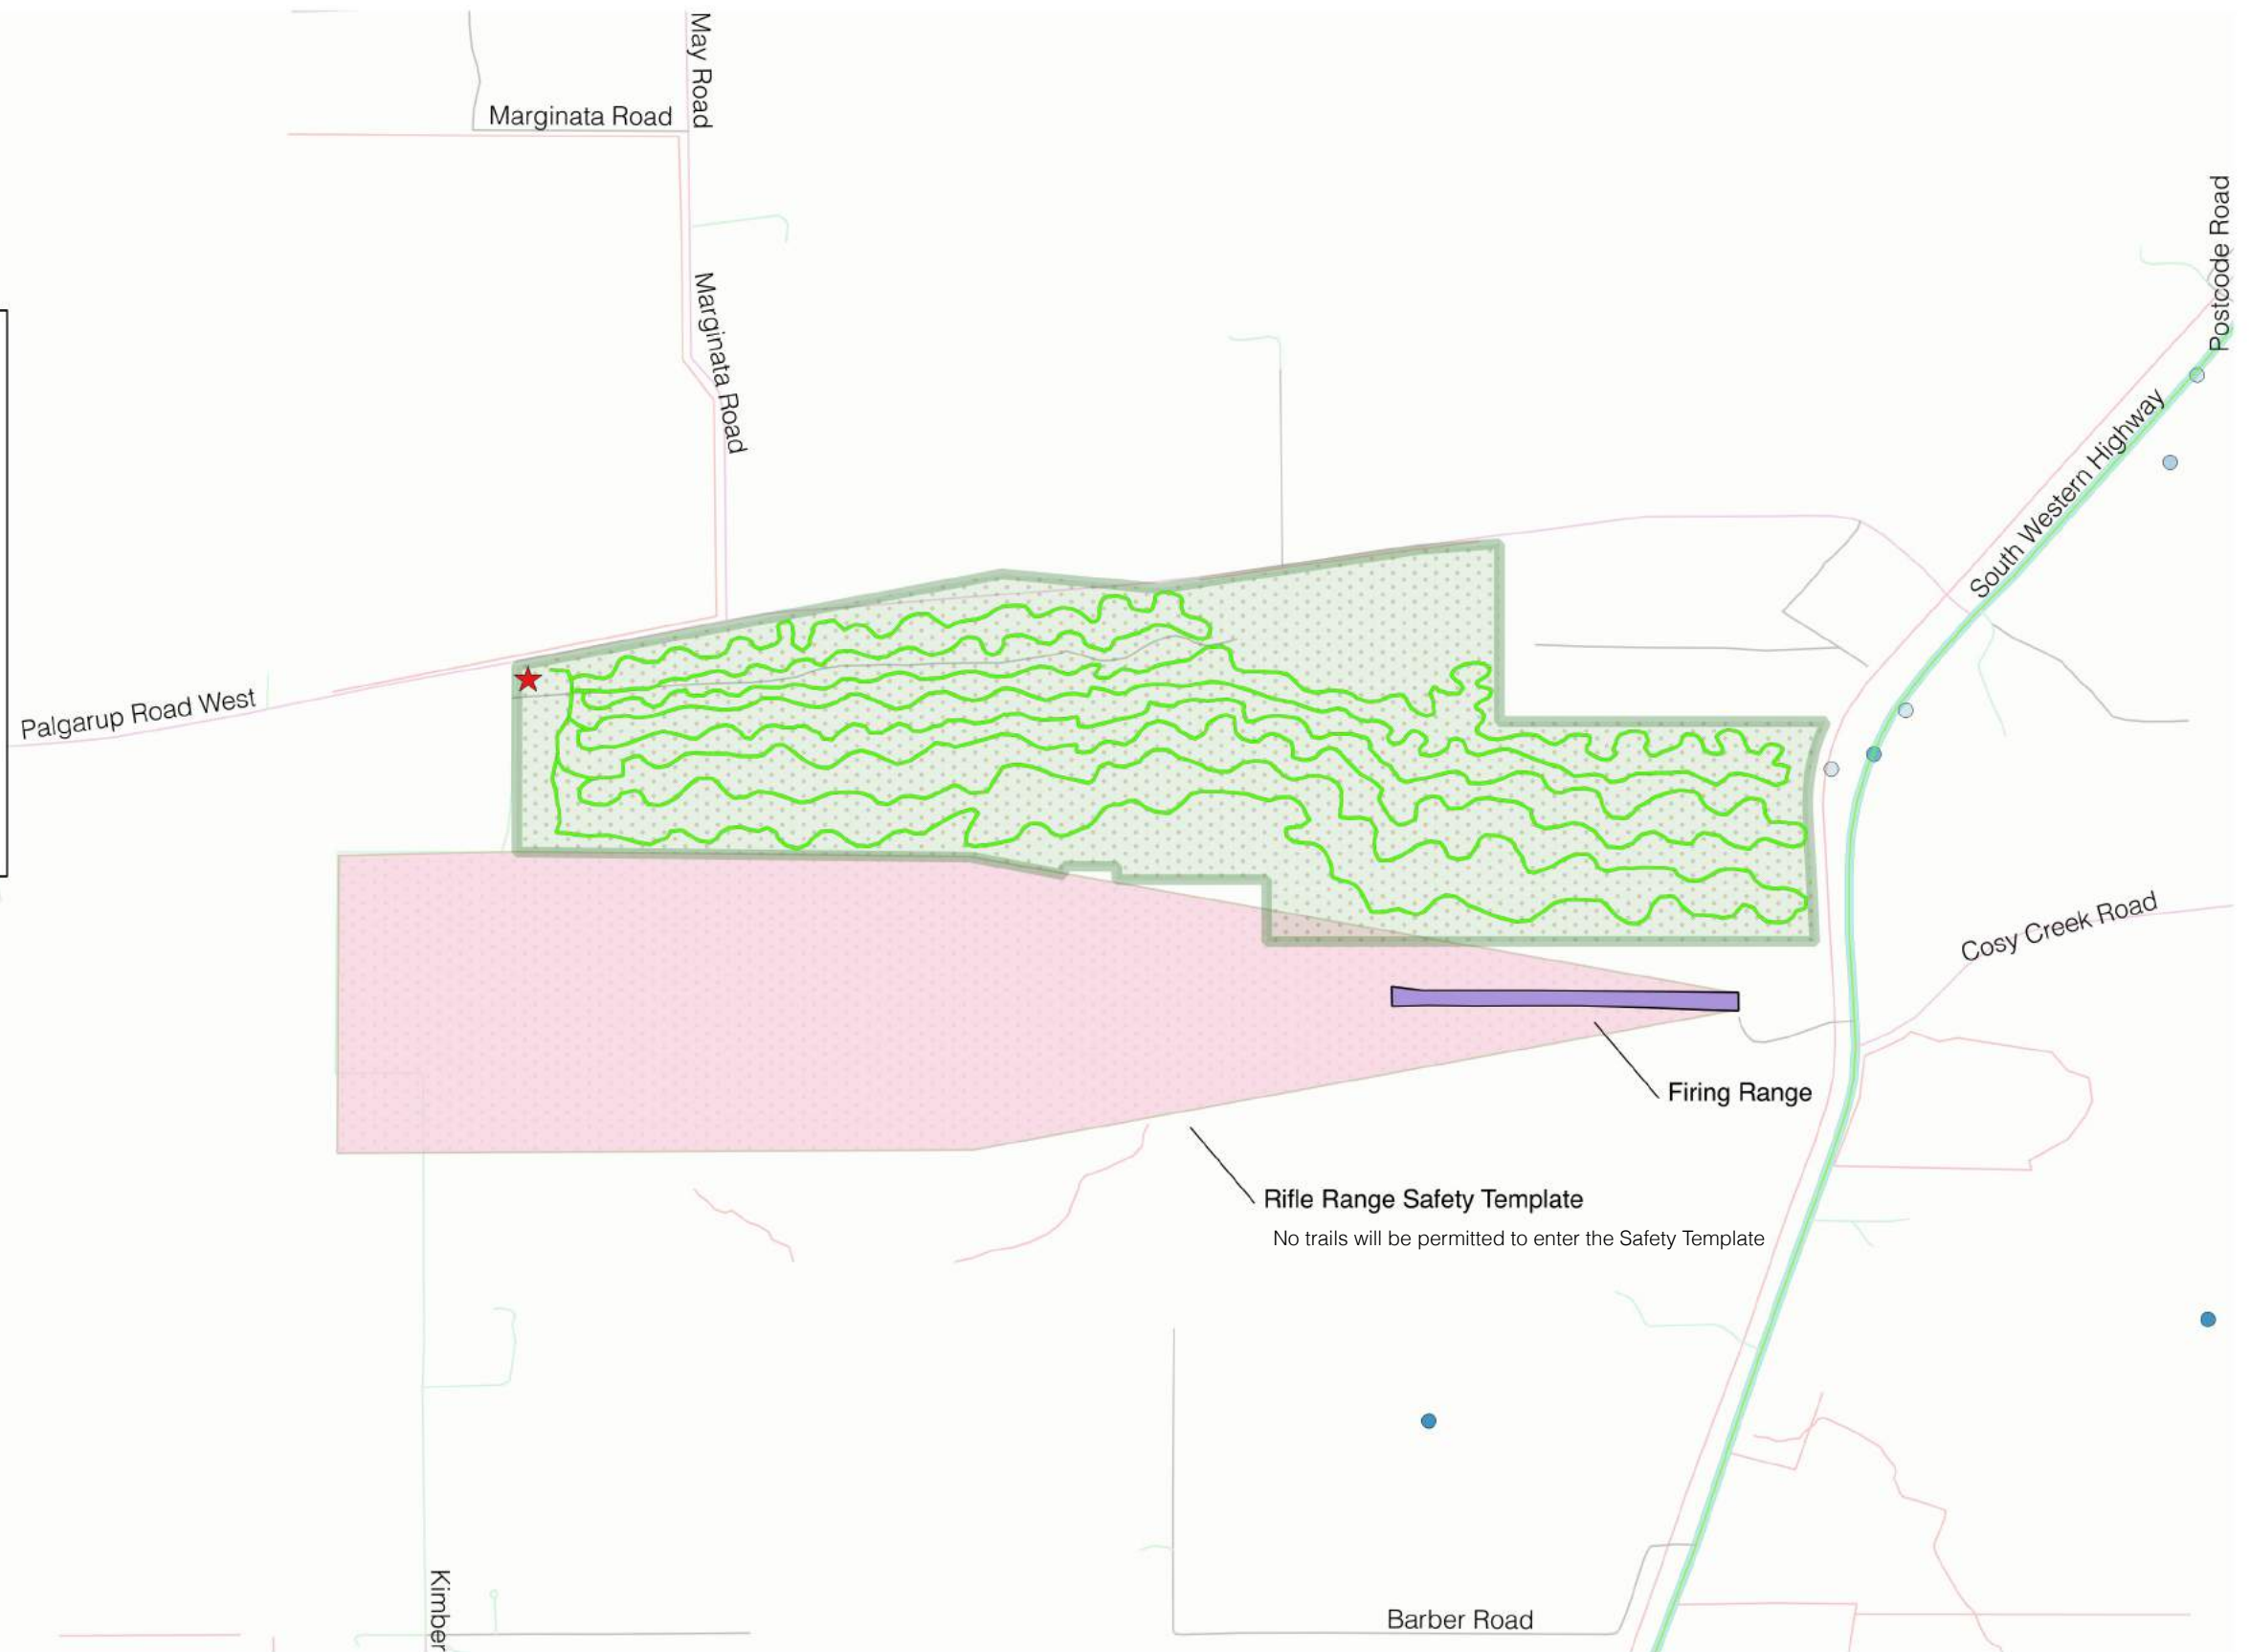 May Road
Marginata Road
Postcode Road
Marginata Road
South Western Highway
Palgarup Road West
Cosy Creek Road
Firing Range
Rifle Range Safety Template
No trails will be permitted to enter the Safety Template
Kimber
Barber Road